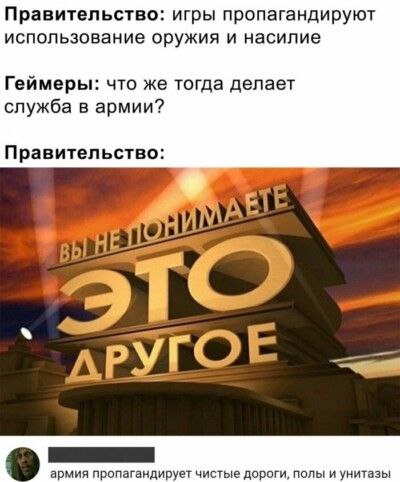 Правительство: игры пропагандируют
использование оружия и насилие
Геймеры: что же тогда делает
служба в армии?
Правительство:
ВЫ НЕ ПОНИМАЕТЕ
ЭТО
ДРУГОЕ
армия пропагандирует чистые дороги, полы и унитазы